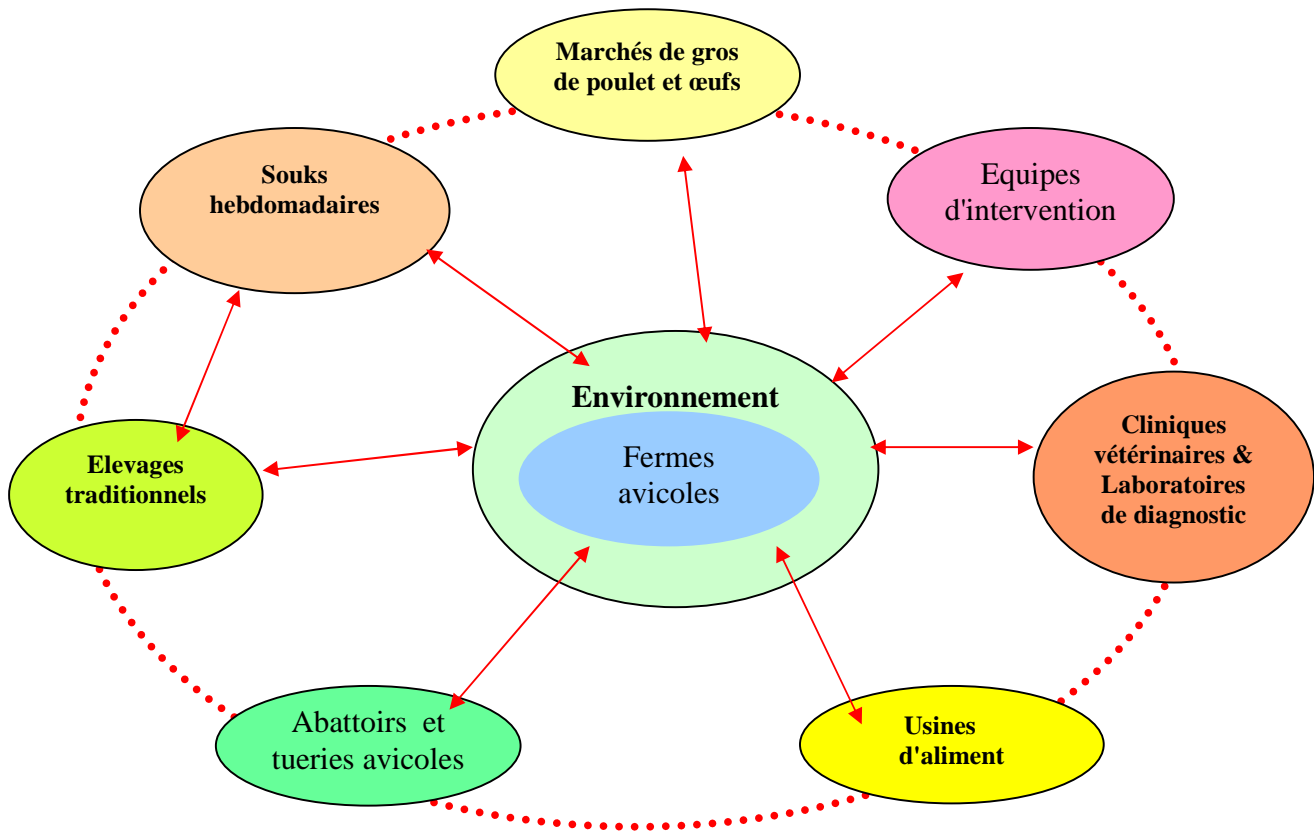 Marchés de gros
de poulet et œufs
Souks
hebdomadaires
Equipes
d'intervention
Environnement
Fermes
avicoles
Elevages
traditionnels
Cliniques
vétérinaires &
Laboratoires
de diagnostic
Abattoirs et
tueries avicoles
Usines
d'aliment